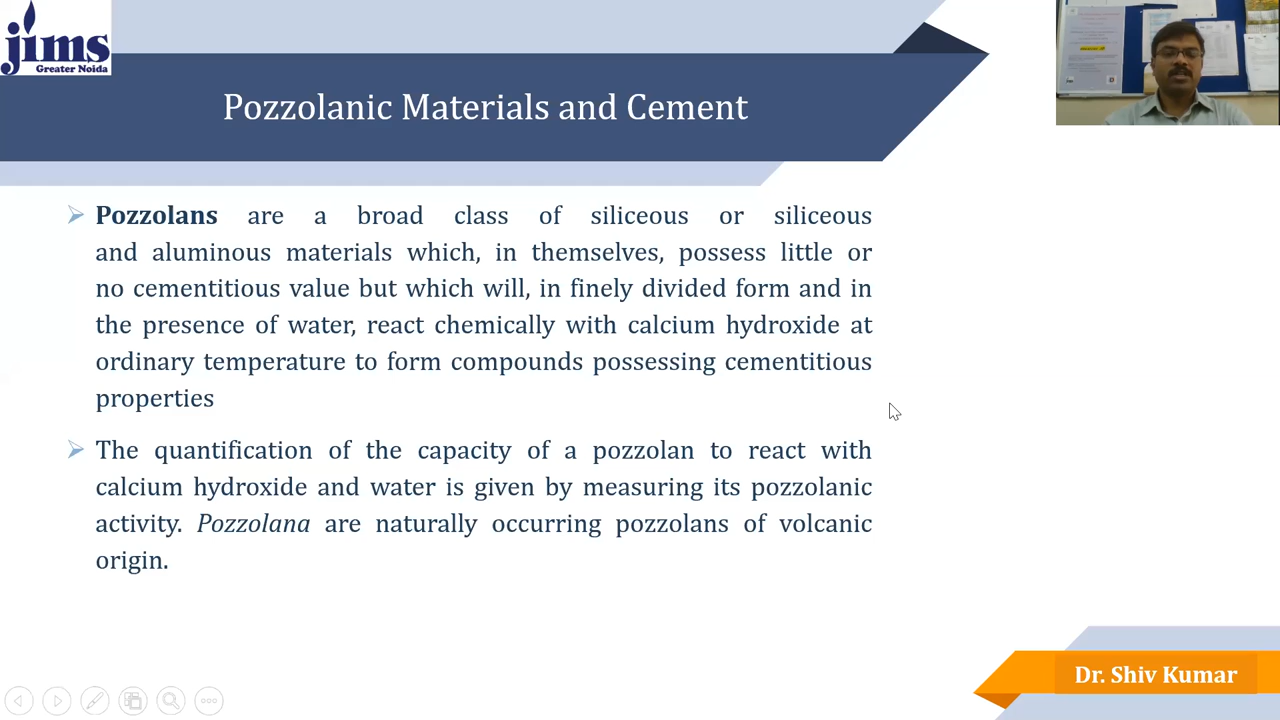 jims
Greater Noida
Pozzolanic Materials and Cement
Pozzolans are a broad class of siliceous or siliceous
and aluminous materials which, in themselves, possess little or
no cementitious value but which will, in finely divided form and in
the presence of water, react chemically with calcium hydroxide at
ordinary temperature to form compounds possessing cementitious
properties
The quantification of the capacity of a pozzolan to react with
calcium hydroxide and water is given by measuring its pozzolanic
activity. Pozzolana are naturally occurring pozzolans of volcanic
origin.
Dr. Shiv Kumar